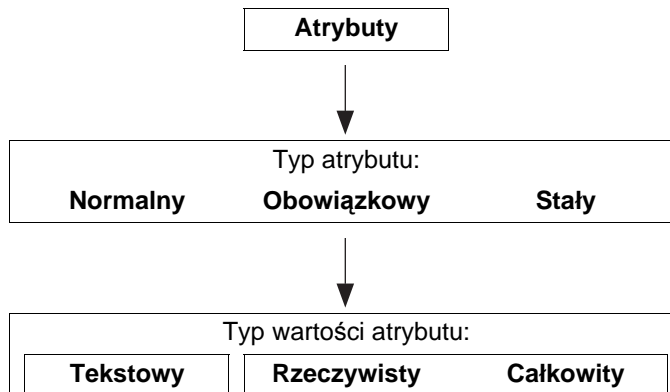 Atrybuty
Typ atrybutu:
Normalny Obowiązkowy Stały
Typ wartości atrybutu:
Tekstowy Rzeczywisty Całkowity